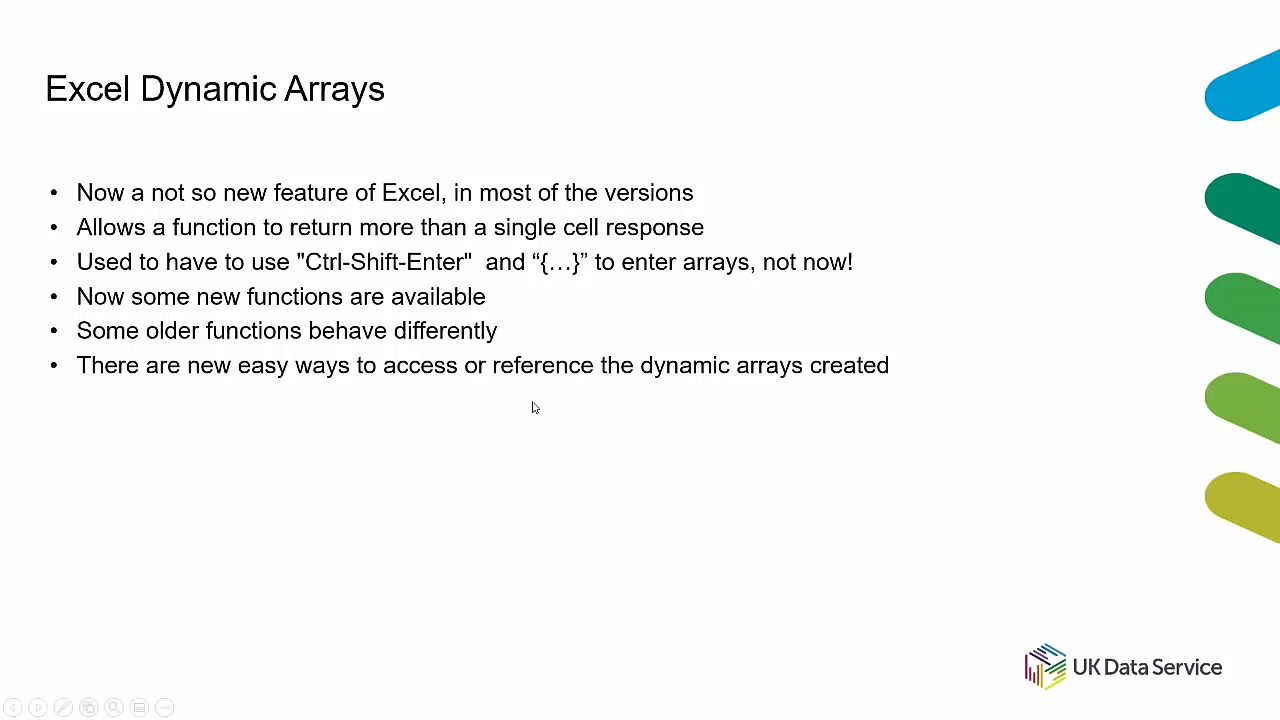 Excel Dynamic Arrays
• Now a not so new feature of Excel, in most of the versions
• Allows a function to return more than a single cell response
• Used to have to use "Ctrl-Shift-Enter"  and “{…}” to enter arrays, not now!
• Now some new functions are available
• Some older functions behave differently
• There are new easy ways to access or reference the dynamic arrays created
UK Data Service